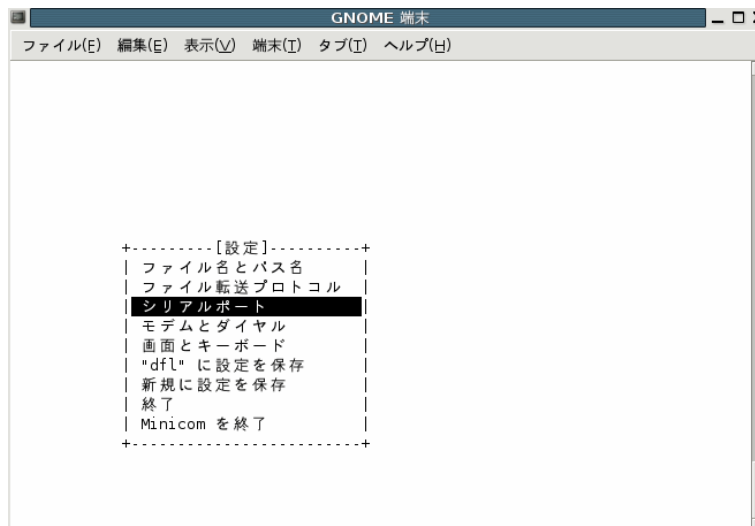 GNOME 端末
ファイル(F) 編集(E) 表示(V) 端末(T) タブ(T) ヘルプ(H)
+---------[設定]----------+
| ファイル名とパス名 |
| ファイル転送プロトコル |
| シリアルポート |
| モデムとダイヤル |
| 画面とキーボード |
| "dfl" に設定を保存 |
| 新規に設定を保存 |
| 終了 |
| Minicom を終了 |
+-------------------------+